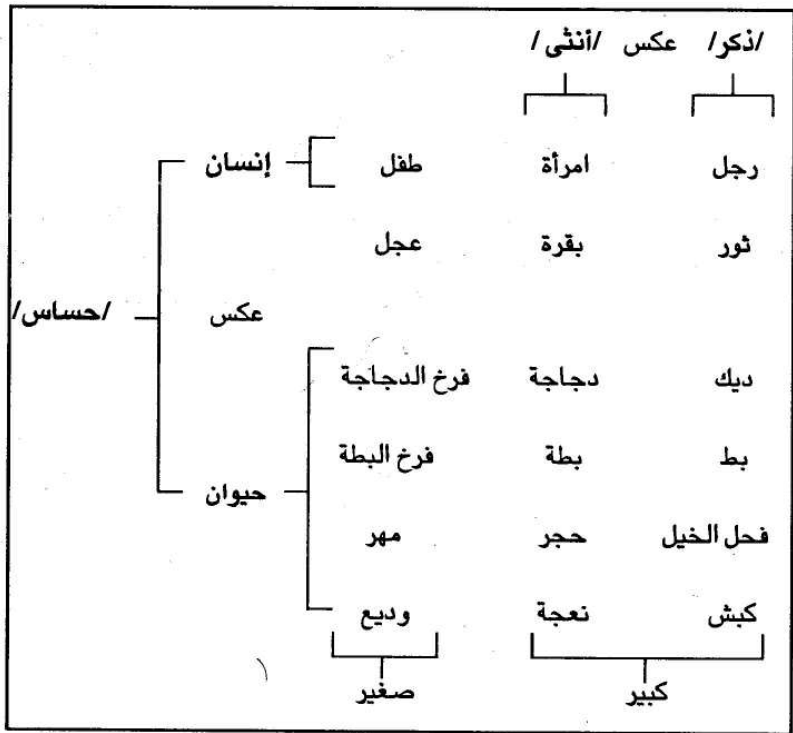 /ذكر/ عكس /أنثى/
رجل امرأة طفل إنسان
ثور بقرة عجل
عكس /حساس/
ديك دجاجة فرخ الدجاجة
بط بطة فرخ البطة
حيوان
فحل الخيل حجر مهر
كبش نعجة وديع
كبير صغير